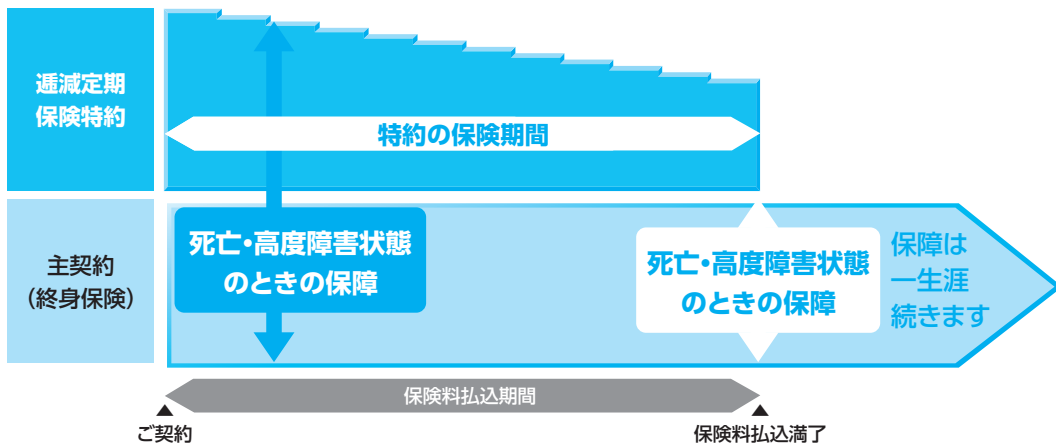 逓減定期
保険特約
特約の保険期間
主契約
（終身保険）
死亡・高度障害状態
のときの保障
死亡・高度障害状態
のときの保障
保障は
一生涯
続きます
保険料払込期間
ご契約
保険料払込満了